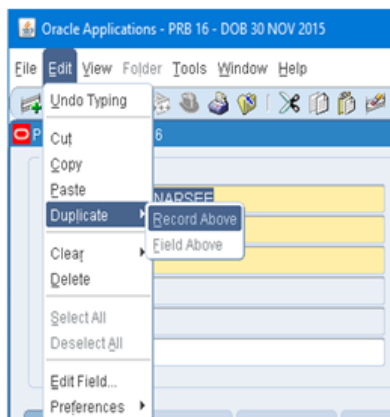 Oracle Applications - PRB 16 - DOB 30 NOV 2015
File Edit View Folder Tools Window Help
Undo Typing
P 6
Cut
Copy
Paste
NARSEE
Duplicate
Record Above
Field Above
Clear
Delete
Select All
Deselect All
Edit Field...
Preferences